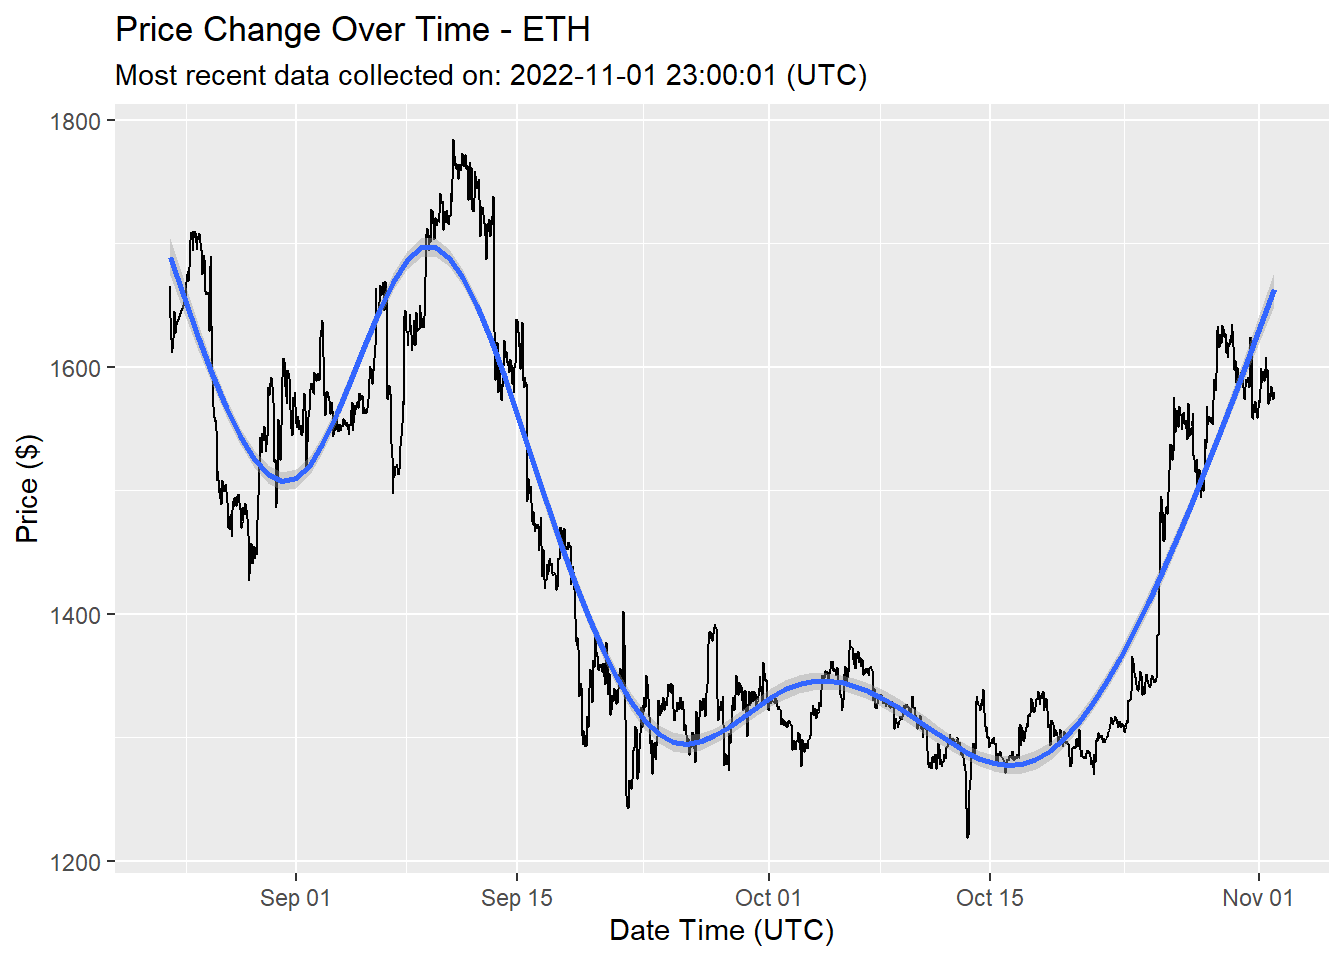 Price Change Over Time - ETH
Most recent data collected on: 2022-11-01 23:00:01 (UTC)
1800
1600
1400
1200
Price ($)
Sep 01
Sep 15
Oct 01
Oct 15
Nov 01
Date Time (UTC)